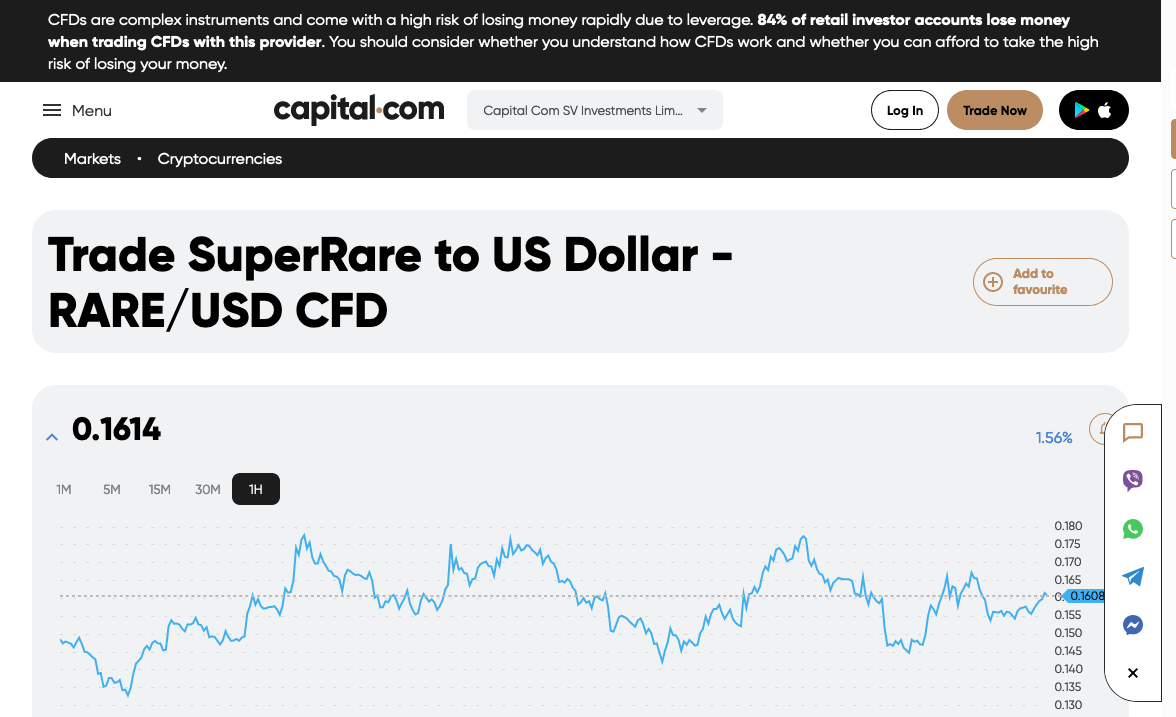 CFDs are complex instruments and come with a high risk of losing money rapidly due to leverage. 84% of retail investor accounts lose money
when trading CFDs with this provider. You should consider whether you understand how CFDs work and whether you can afford to take the high
risk of losing your money.
Menu
capital.com
Capital Com SV Investments Lim...
Log In
Trade Now
Markets • Cryptocurrencies
Trade SuperRare to US Dollar -
RARE/USD CFD
Add to
favourite
0.1614
1.56%
1M 5M 15M 30M 1H
0.180
0.175
0.170
0.165
0.1608
0.155
0.150
0.145
0.140
0.135
0.130